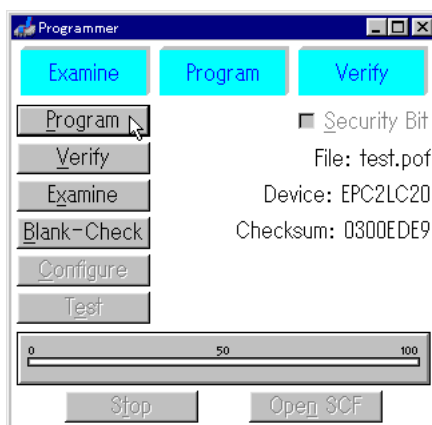 Programmer
Examine Program Verify
Program
Security Bit
Verify
File: test.pof
Examine
Device: EPC2LC20
Blank-Check
Checksum: 0300EDE9
Configure
Test
0 50 100
Stop Open SCF